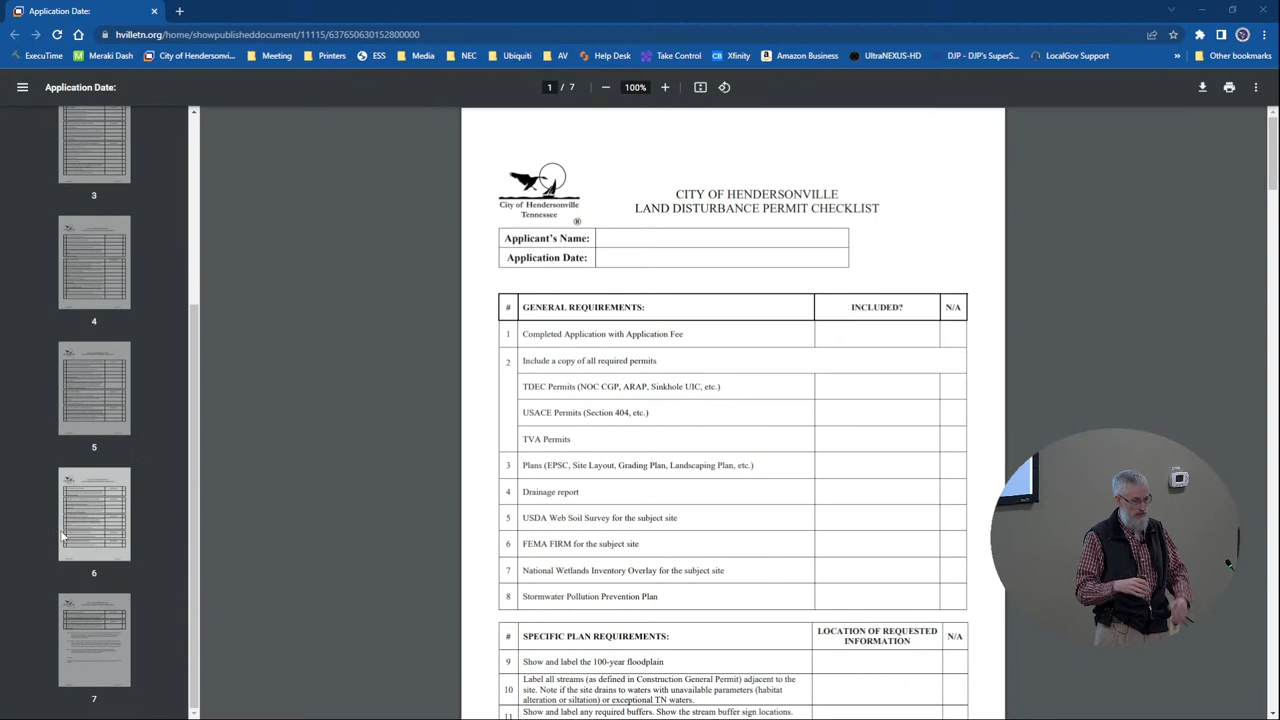 Application Date:
hvilletn.org/home/showpublisheddocument/11115/637650630152800000
ExecuTime
Meraki Dash
City of Hendersonvill...
Meeting
Printers
ESS
Media
NEC
Ubiquiti
AV
Help Desk
Take Control
Xfinity
Amazon Business
UltraNEXUS-HD
DJP - DJP's SuperS...
LocalGov Support
»
Other bookmarks
Application Date:
1 / 7
100%
3
4
5
6
7
City of Hendersonville
Tennessee
®
CITY OF HENDERSONVILLE
LAND DISTURBANCE PERMIT CHECKLIST
Applicant's Name:
Application Date:
# GENERAL REQUIREMENTS: INCLUDED? N/A
1 Completed Application with Application Fee
2 Include a copy of all required permits
TDEC Permits (NOC CGP, ARAP, Sinkhole UIC, etc.)
USACE Permits (Section 404, etc.)
TVA Permits
3 Plans (EPSC, Site Layout, Grading Plan, Landscaping Plan, etc.)
4 Drainage report
5 USDA Web Soil Survey for the subject site
6 FEMA FIRM for the subject site
7 National Wetlands Inventory Overlay for the subject site
8 Stormwater Pollution Prevention Plan
# SPECIFIC PLAN REQUIREMENTS: LOCATION OF REQUESTED INFORMATION N/A
9 Show and label the 100-year floodplain
10 Label all streams (as defined in Construction General Permit) adjacent to the
site. Note if the site drains to waters with unavailable parameters (habitat
alteration or siltation) or exceptional TN waters.
11 Show and label any required buffers. Show the stream buffer sign locations.